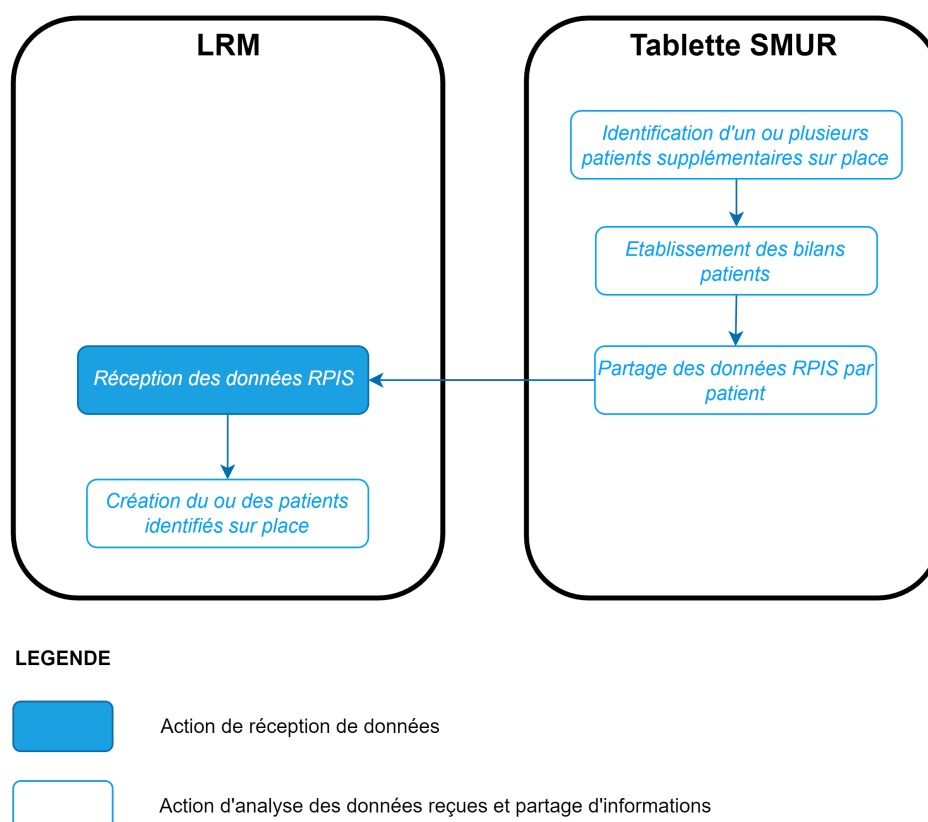 LRM
Tablette SMUR
Identification d'un ou plusieurs
patients supplémentaires sur place
Etablissement des bilans
patients
Partage des données RPIS par
patient
Réception des données RPIS
Création du ou des patients
identifiés sur place
LEGENDE
Action de réception de données
Action d'analyse des données reçues et partage d'informations